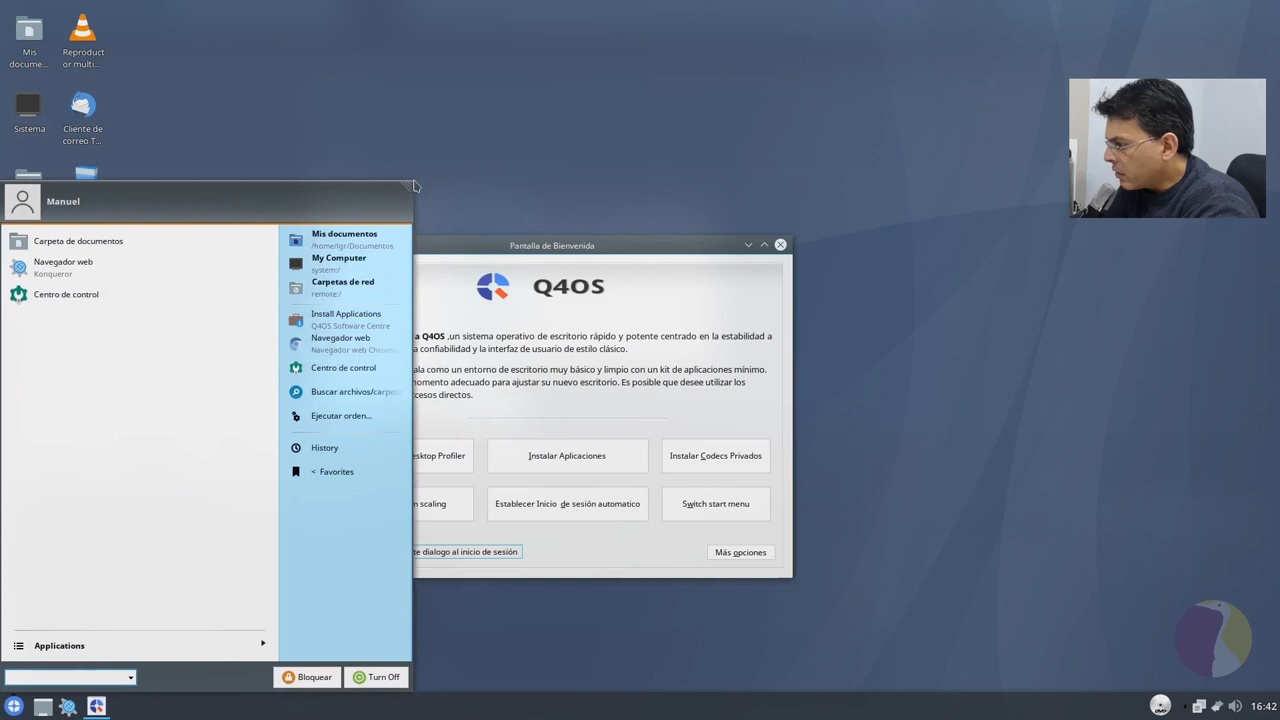 Mis
docume...
Reproduct
or multi...
Sistema
Cliente de
correo T...
Manuel
Carpeta de documentos
Navegador web
Konqueror
Centro de control
Mis documentos
/home/lgr/Documentos
My Computer
system:/
Carpetas de red
remote:/
Install Applications
Q4OS Software Centre
Navegador web
Navegador web Chrom
Centro de control
Buscar archivos/carpe
Ejecutar orden...
History
< Favorites
Applications
Bloquear
Turn Off
Pantalla de Bienvenida
Q4OS
a Q4OS ,un sistema operativo de escritorio rápido y potente centrado en la estabilidad a
confiabilidad y la interfaz de usuario de estilo clásico.
ala como un entorno de escritorio muy básico y limpio con un kit de aplicaciones mínimo.
momento adecuado para ajustar su nuevo escritorio. Es posible que desee utilizar los
cesos directos.
esktop Profiler
Instalar Aplicaciones
Instalar Codecs Privados
n scaling
Establecer Inicio de sesión automatico
Switch start menu
te dialogo al inicio de sesión
Más opciones
DVD
16:42